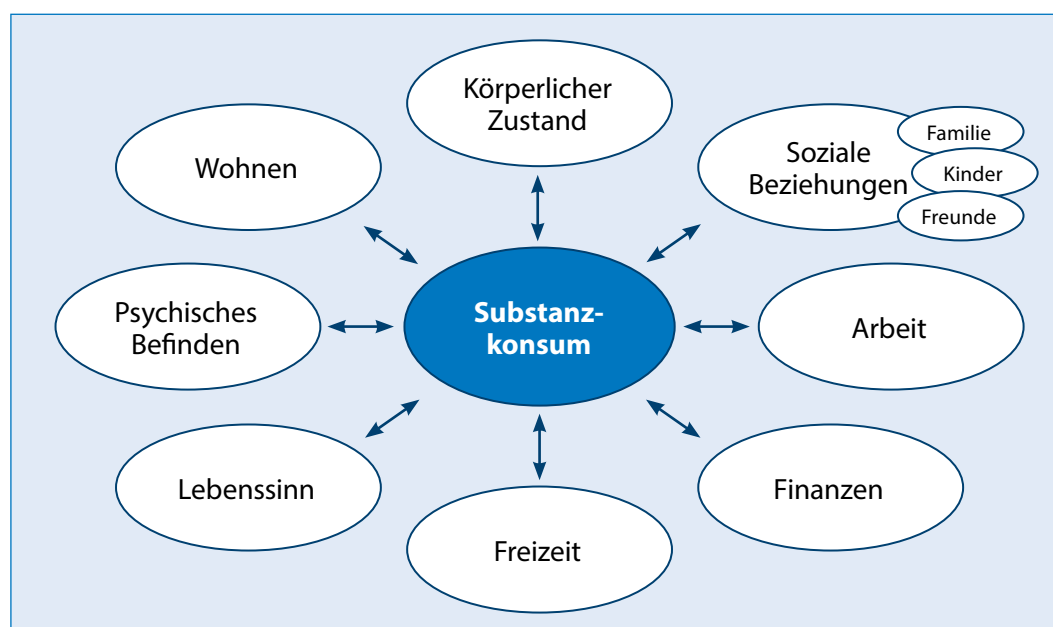 Körperlicher
Zustand
Wohnen
Soziale
Beziehungen
Familie
Kinder
Freunde
Psychisches
Befinden
Substanz-
konsum
Arbeit
Lebenssinn
Freizeit
Finanzen